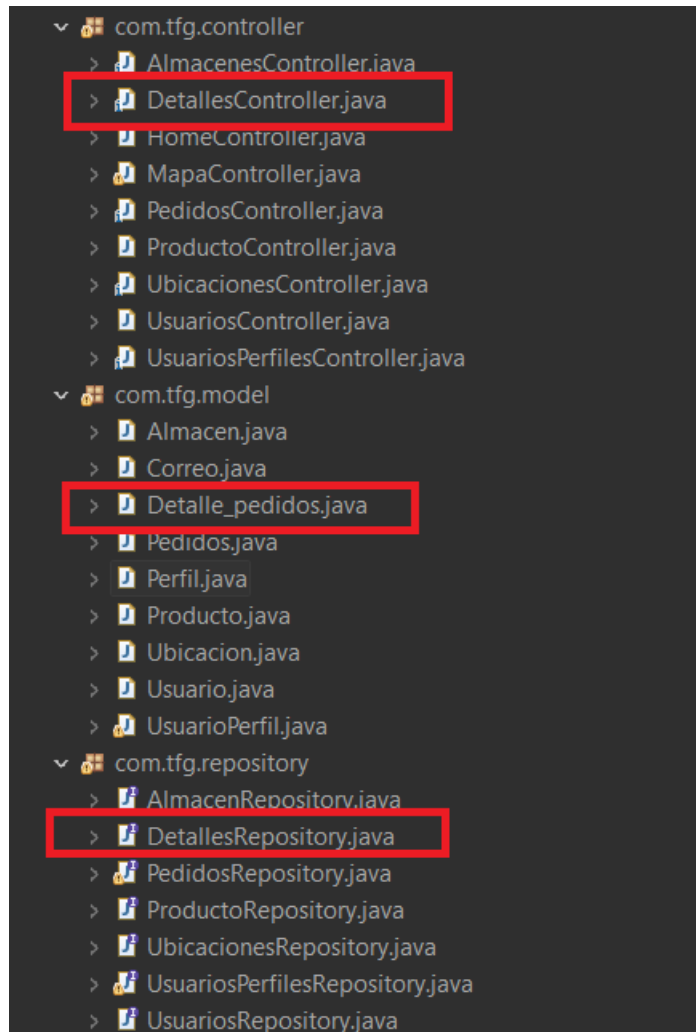 com.tfg.controller
AlmacenesController.java
DetallesController.java
HomeController.java
MapaController.java
PedidosController.java
ProductoController.java
UbicacionesController.java
UsuariosController.java
UsuariosPerfilesController.java
com.tfg.model
Almacen.java
Correo.java
Detalle_pedidos.java
Pedidos.java
Perfil.java
Producto.java
Ubicacion.java
Usuario.java
UsuarioPerfil.java
com.tfg.repository
AlmacenRepository.java
DetallesRepository.java
PedidosRepository.java
ProductoRepository.java
UbicacionesRepository.java
UsuariosPerfilesRepository.java
UsuariosRepository.java